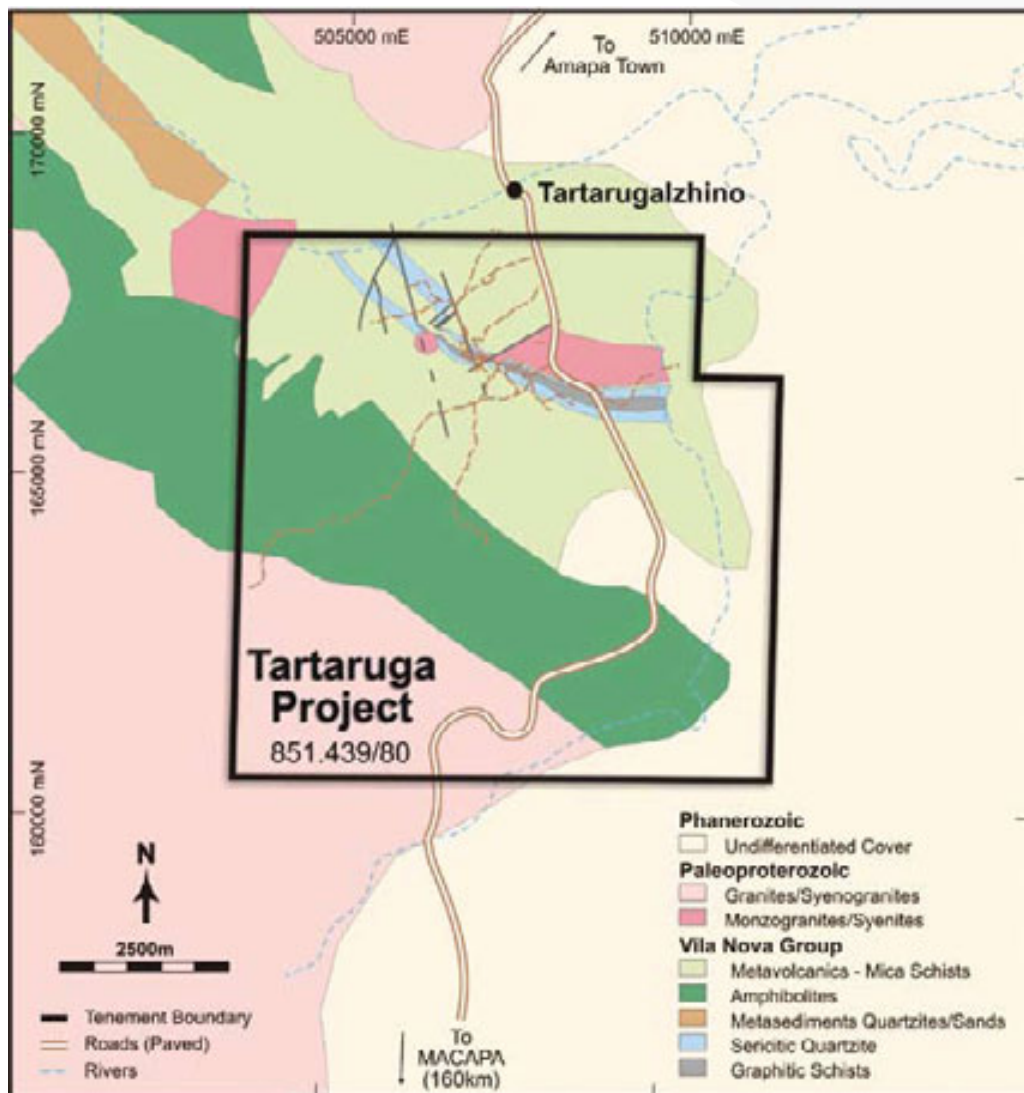 505000 mE
510000 mE
To
Amapa Town
170000 mN
Tartarugalzhino
165000 mN
Tartaruga
Project
851.439/80
160000 mN
N
2500m
Tenement Boundary
Roads (Paved)
Rivers
To
MACAPA
(160km)
Phanerozoic
Undifferentiated Cover
Paleoproterozoic
Granites/Syenogranites
Monzogranites/Syenites
Vila Nova Group
Metavolcanics - Mica Schists
Amphibolites
Metasediments Quartzites/Sands
Sericitic Quartzite
Graphitic Schists